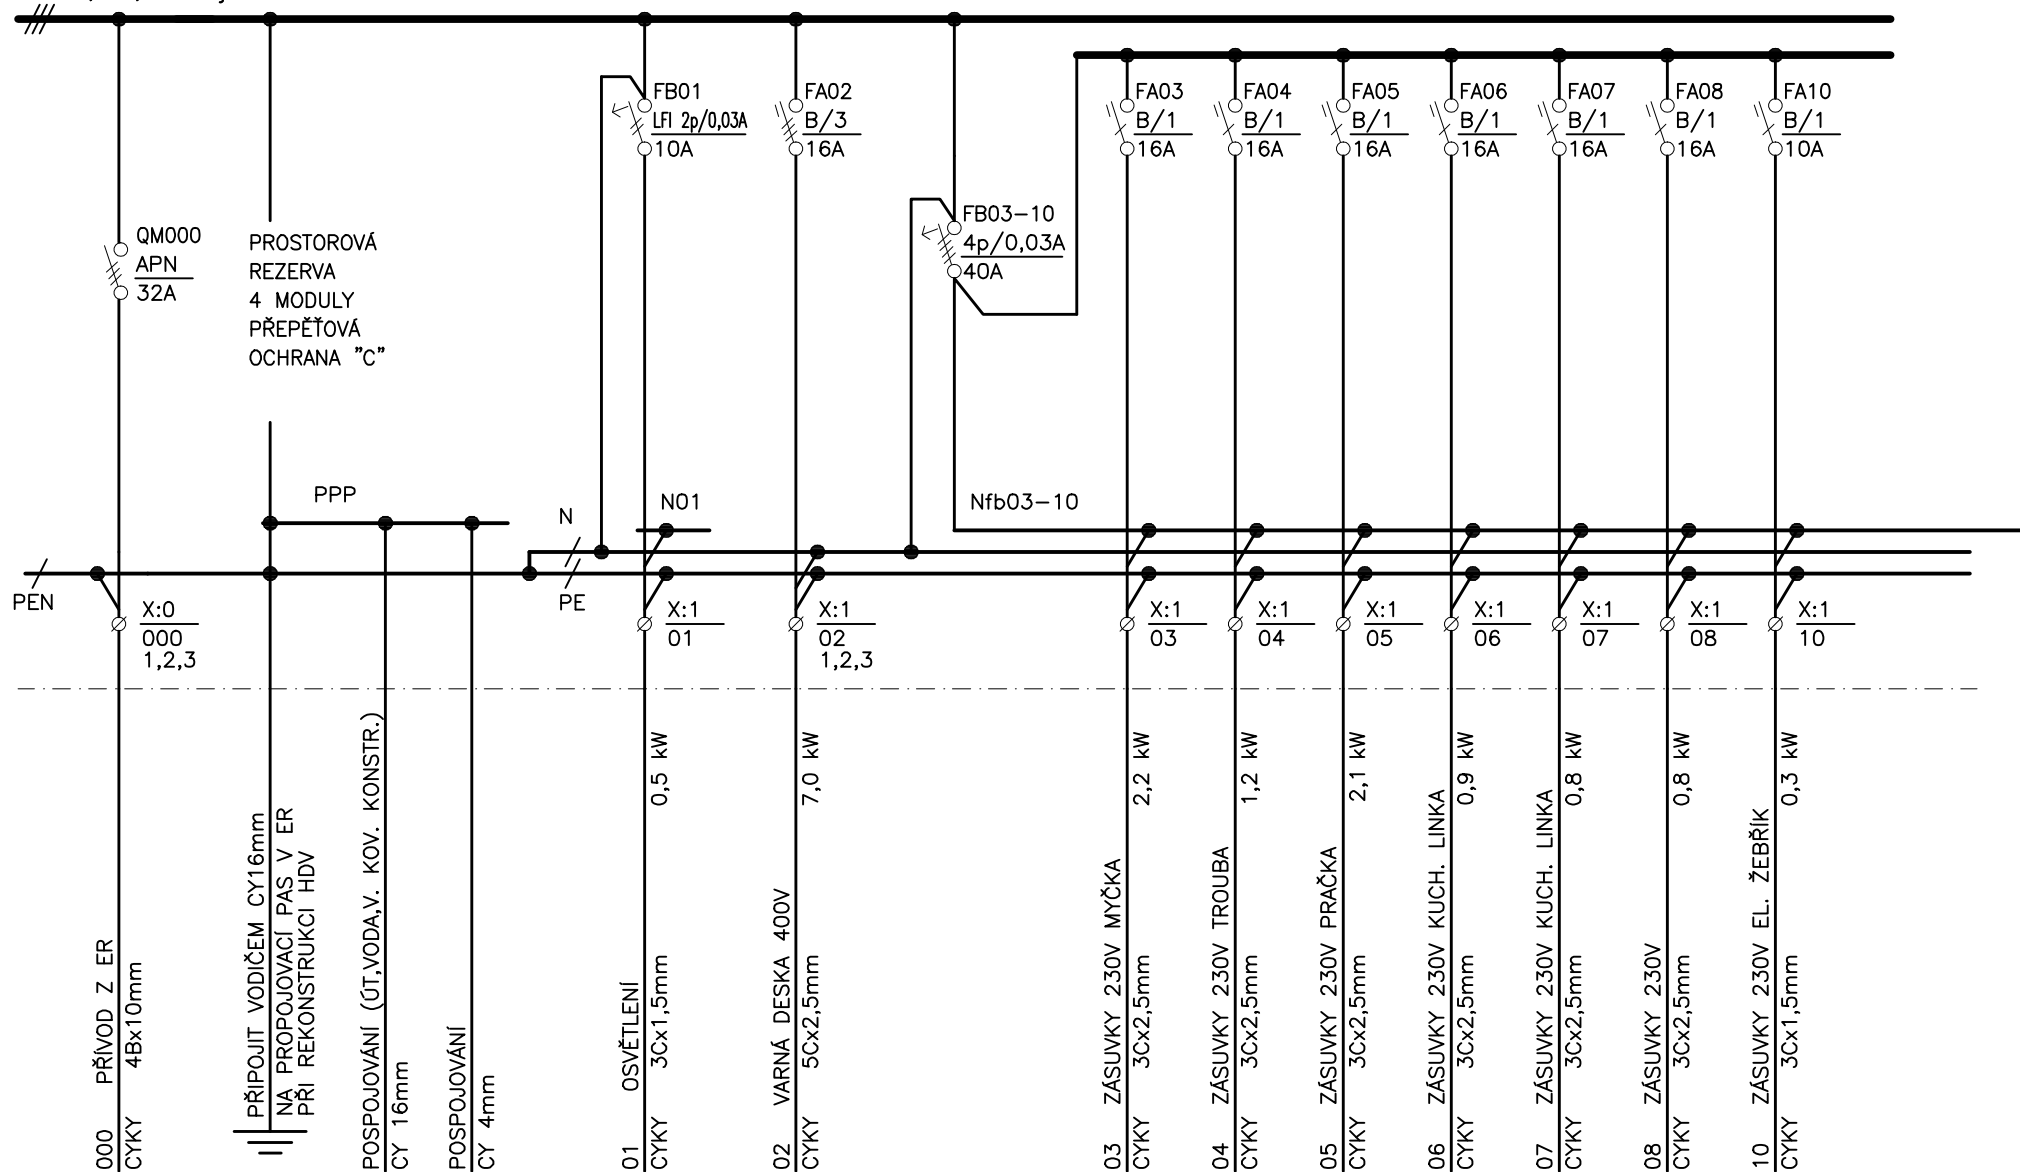 FB01
LFI 2p/0,03A
10A
FA02
B/3
16A
FA03
B/1
16A
FA04
B/1
16A
FA05
B/1
16A
FA06
B/1
16A
FA07
B/1
16A
FA08
B/1
16A
FA10
B/1
10A
QM000
APN
32A
PROSTOROVÁ
REZERVA
4 MODULY
PŘEPĚŤOVÁ
OCHRANA "C"
FB03-10
4p/0,03A
40A
PPP
N
N01
Nfb03-10
PEN
PE
X:0
000
1,2,3
X:1
01
X:1
02
1,2,3
X:1
03
X:1
04
X:1
05
X:1
06
X:1
07
X:1
08
X:1
10
000 PŘÍVOD Z ER
CYKY 4Bx10mm
PŘIPOJIT VODIČEM CY16mm
NA PROPOJOVACÍ PAS V ER
PŘI REKONSTRUKCI HDV
POSPOJOVÁNÍ (ÚT,VODA,V. KOV. KONSTR.)
CY 16mm
POSPOJOVÁNÍ
CY 4mm
01 OSVĚTLENÍ
CYKY 3Cx1,5mm 0,5 kW
02 VARNÁ DESKA 400V
CYKY 5Cx2,5mm 7,0 kW
03 ZÁSUVKY 230V MYČKA
CYKY 3Cx2,5mm 2,2 kW
04 ZÁSUVKY 230V TROUBA
CYKY 3Cx2,5mm 1,2 kW
05 ZÁSUVKY 230V PRAČKA
CYKY 3Cx2,5mm 2,1 kW
06 ZÁSUVKY 230V KUCH. LINKA
CYKY 3Cx2,5mm 0,9 kW
07 ZÁSUVKY 230V KUCH. LINKA
CYKY 3Cx2,5mm 0,8 kW
08 ZÁSUVKY 230V
CYKY 3Cx2,5mm 0,8 kW
10 ZÁSUVKY 230V EL. ŽEBŘÍK
CYKY 3Cx1,5mm 0,3 kW